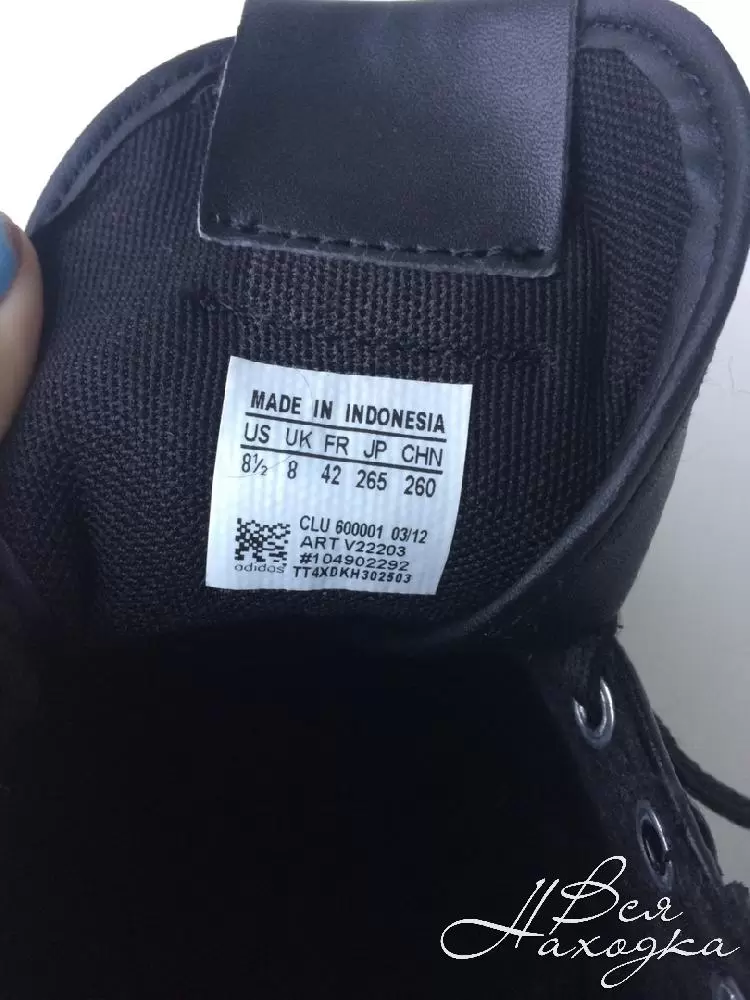 MADE IN INDONESIA
US UK FR JP CHN
8½ 8 42 265 260
CLU 600001 03/12
ART V22203
#104902292
adidas TT4XDKH302503
Вся
Находка